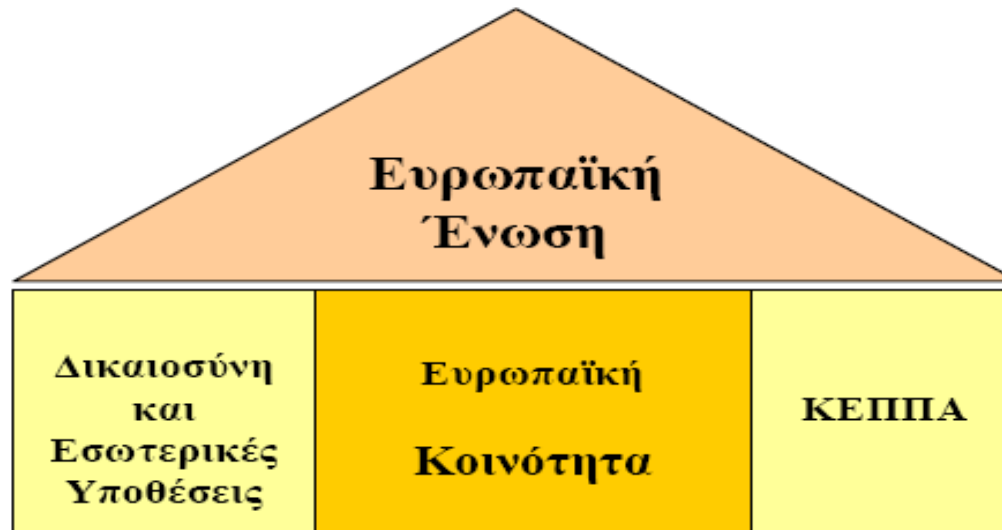 Ευρωπαϊκή
Ένωση
Δικαιοσύνη
και
Εσωτερικές
Υποθέσεις
Ευρωπαϊκή
Κοινότητα
ΚΕΠΠΑ